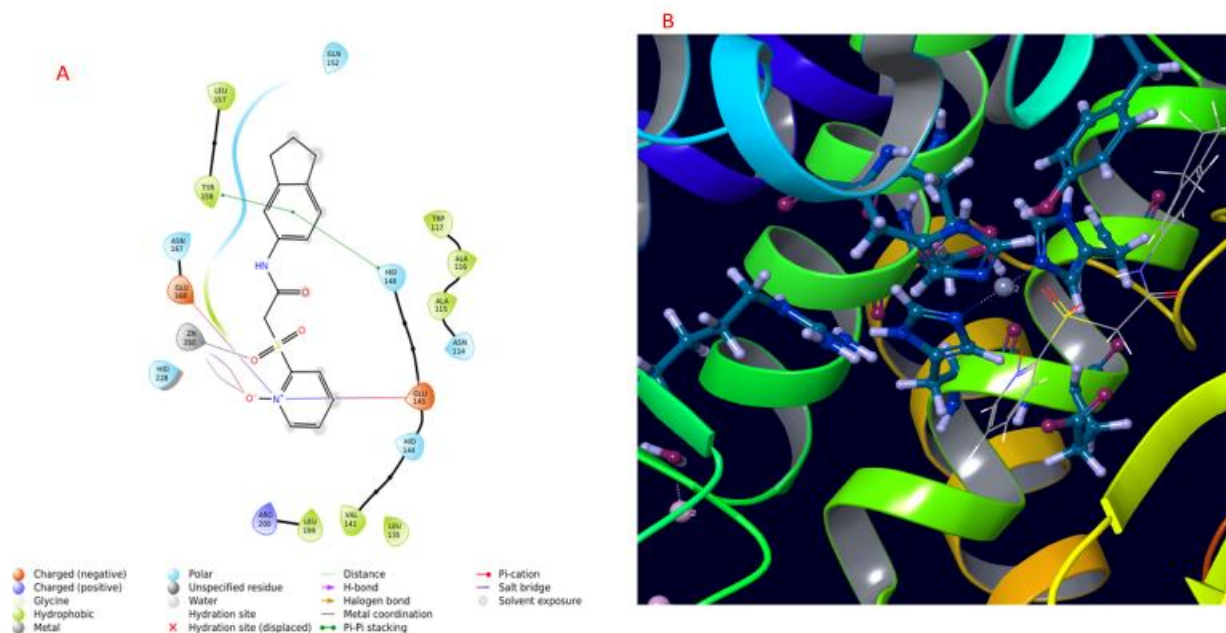 A
B
GLN
152
LEU
157
TYR
158
ASN
167
GLU
168
ZN
350
HID
228
HN
O
O
S
O
O⁻
N⁺
HID
148
TRP
117
ALA
116
ALA
115
ASN
114
GLU
145
HID
144
ARG
200
LEU
199
VAL
141
LEU
135
2
2
Charged (negative)
Charged (positive)
Glycine
Hydrophobic
Metal
Polar
Unspecified residue
Water
Hydration site
Hydration site (displaced)
Distance
H-bond
Halogen bond
Metal coordination
Pi-Pi stacking
Pi-cation
Salt bridge
Solvent exposure